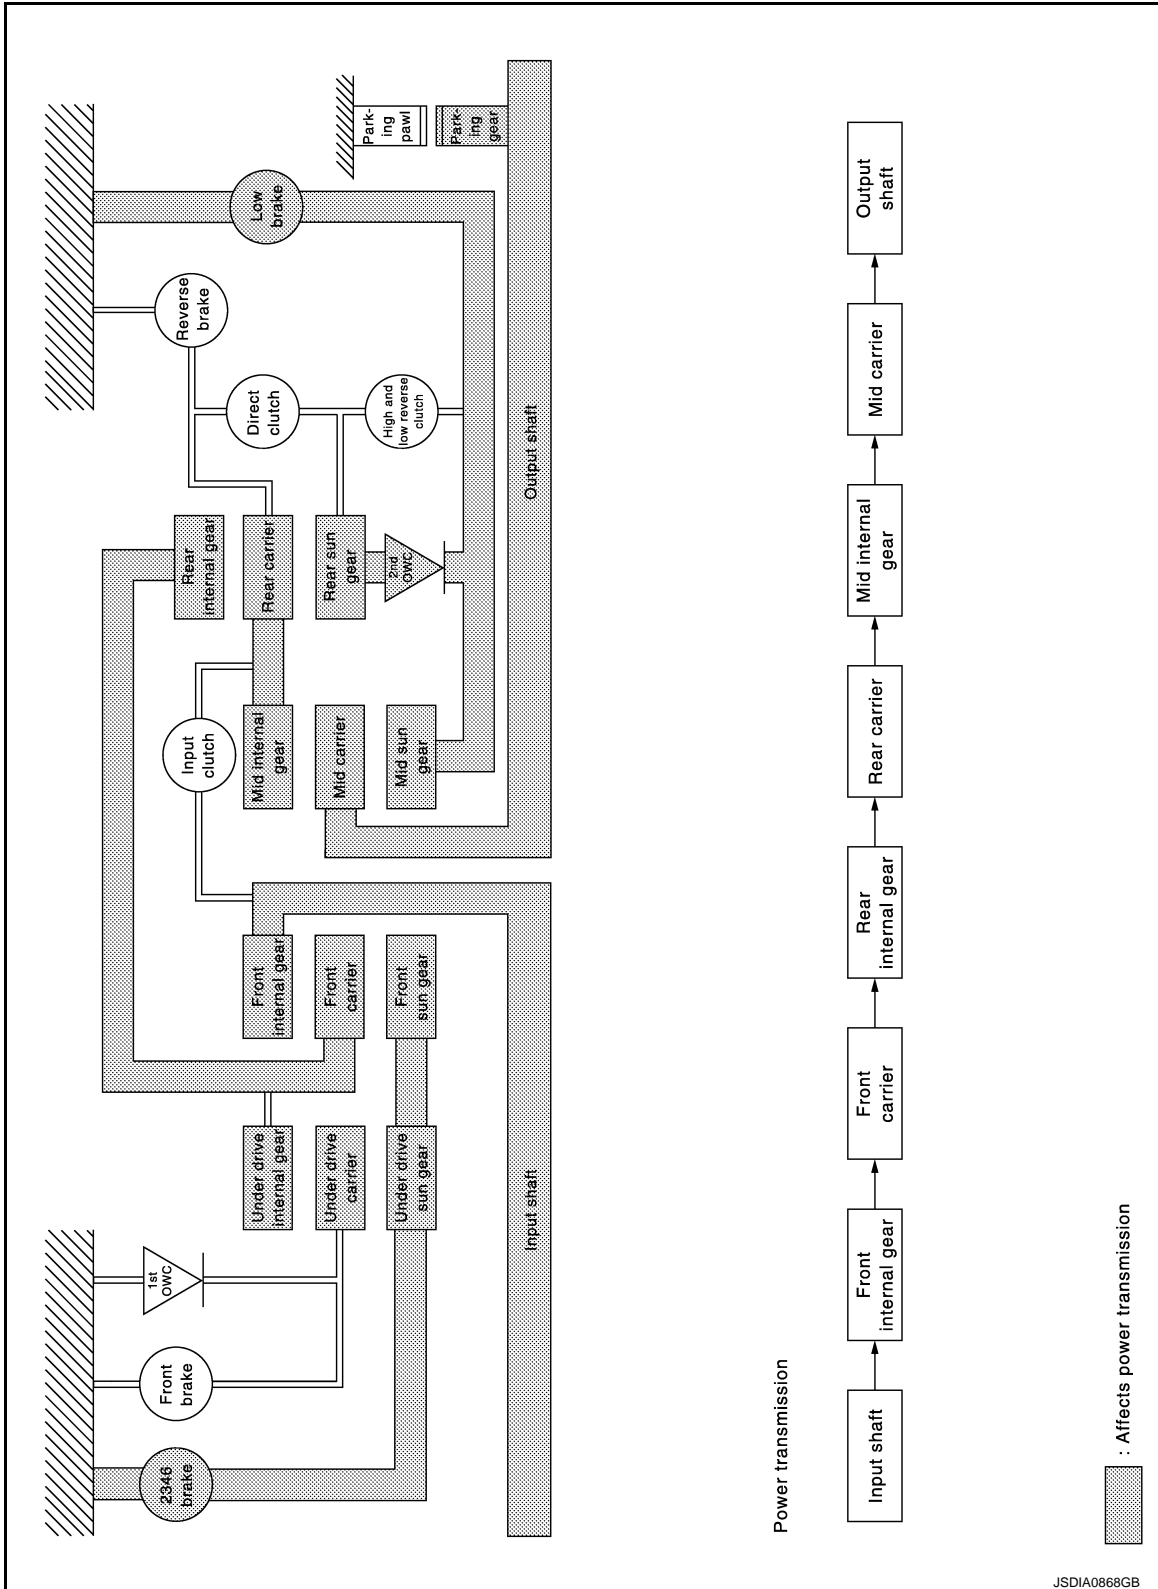 Park-
ing
pawl
Park-
ing
gear
Low
brake
Reverse
brake
Direct
clutch
High and
low reverse
clutch
Output shaft
Rear
internal gear
Rear carrier
Rear sun
gear
2nd
OWC
Input
clutch
Mid internal
gear
Mid carrier
Mid sun
gear
Front
internal gear
Front
carrier
Front
sun gear
Under drive
internal gear
Under drive
carrier
Under drive
sun gear
Input shaft
1st
OWC
Front
brake
2346
brake
Power transmission
Input shaft
Front
internal gear
Front
carrier
Rear
internal gear
Rear carrier
Mid internal
gear
Mid carrier
Output
shaft
: Affects power transmission
JSDIA0868GB